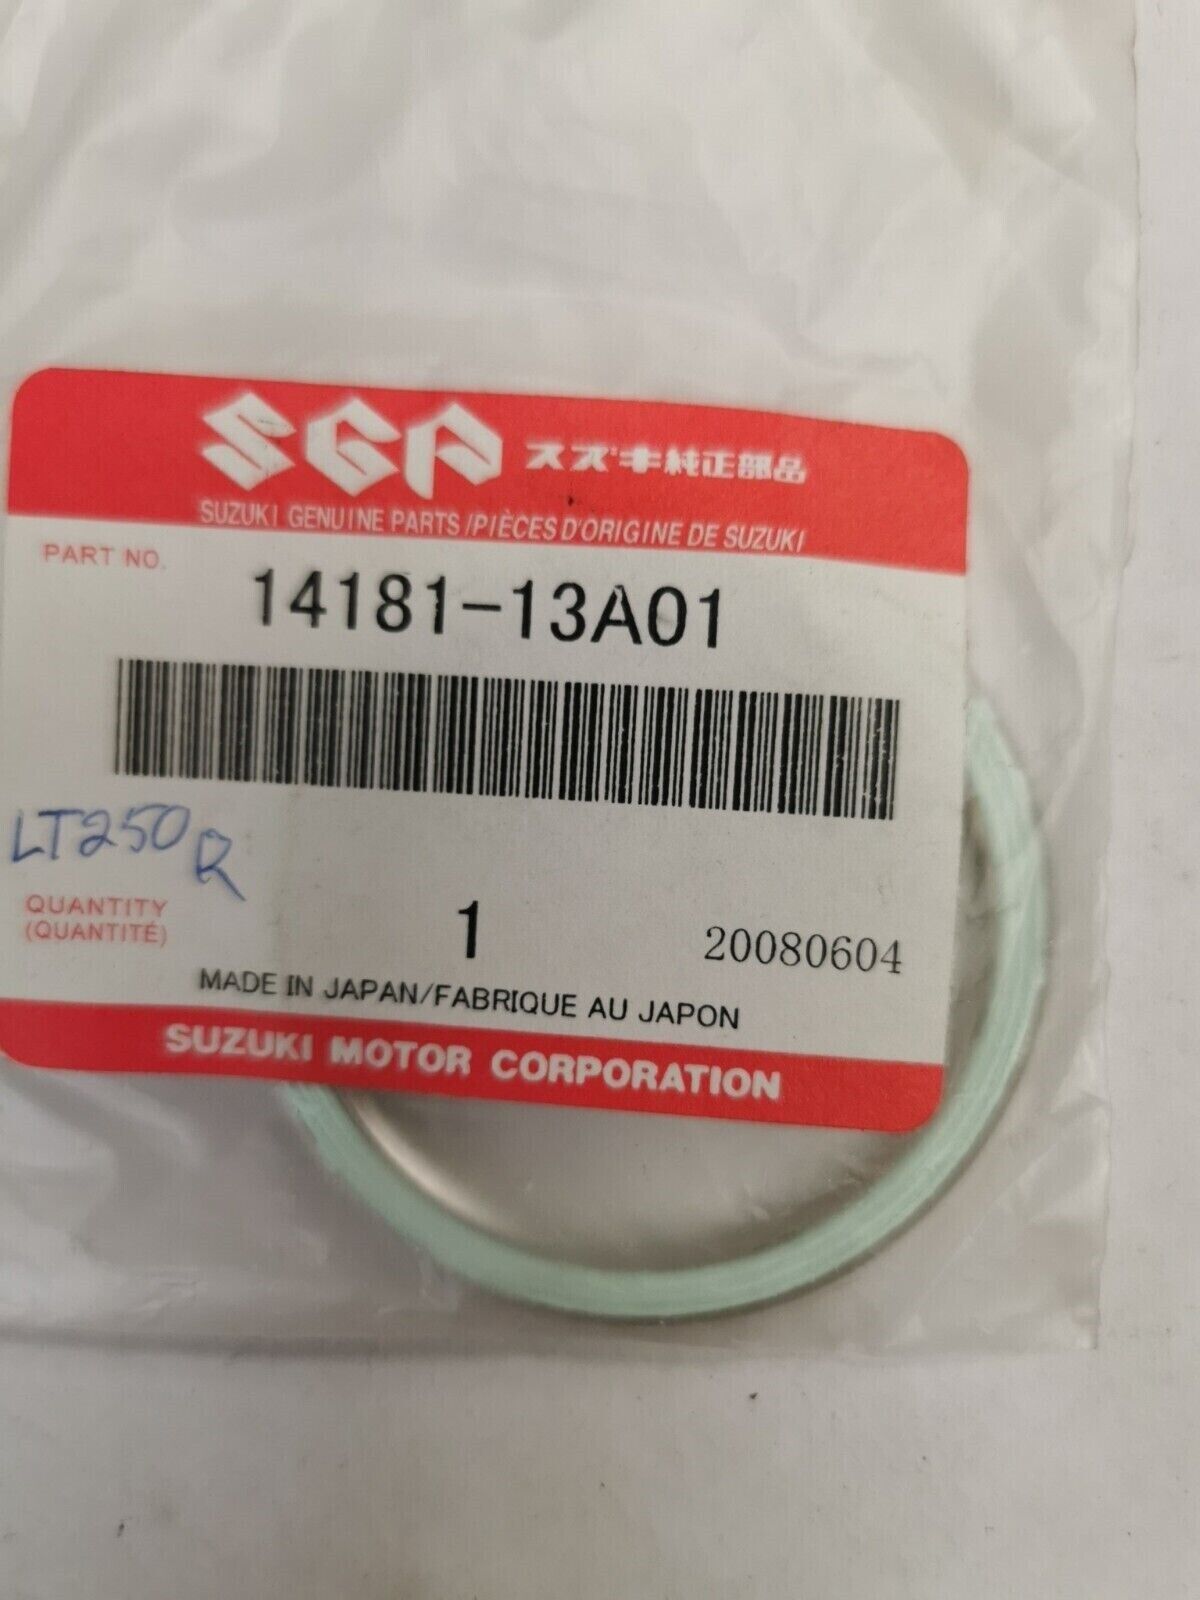 SGP スズキ純正部品
SUZUKI GENUINE PARTS /PIÈCES D'ORIGINE DE SUZUKI
PART NO.
14181-13A01
LT250R
QUANTITY
(QUANTITÉ)
1
20080604
MADE IN JAPAN/FABRIQUE AU JAPON
SUZUKI MOTOR CORPORATION